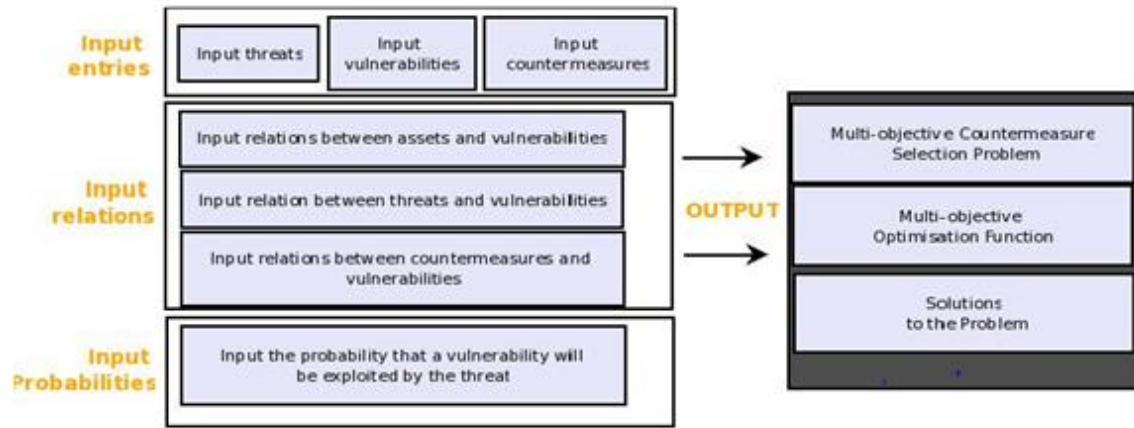 Input
entries
Input threats
Input
vulnerabilities
Input
countermeasures
Input
relations
Input relations between assets and vulnerabilities
Input relation between threats and vulnerabilities
Input relations between countermeasures and
vulnerabilities
Input
Probabilities
Input the probability that a vulnerability will
be exploited by the threat
OUTPUT
Multi-objective Countermeasure
Selection Problem
Multi-objective
Optimisation Function
Solutions
to the Problem